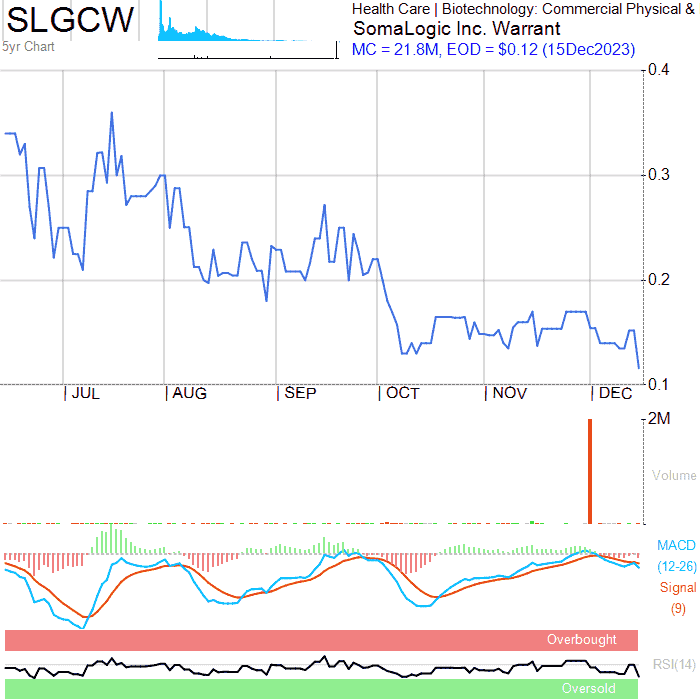 SLGCW
5yr Chart
Health Care | Biotechnology: Commercial Physical &
SomaLogic Inc. Warrant
MC = 21.8M, EOD = $0.12 (15Dec2023)
0.4
0.3
0.2
0.1
JUL AUG SEP OCT NOV DEC
2M
Volume
MACD
(12-26)
Signal
(9)
Overbought
RSI(14)
Oversold